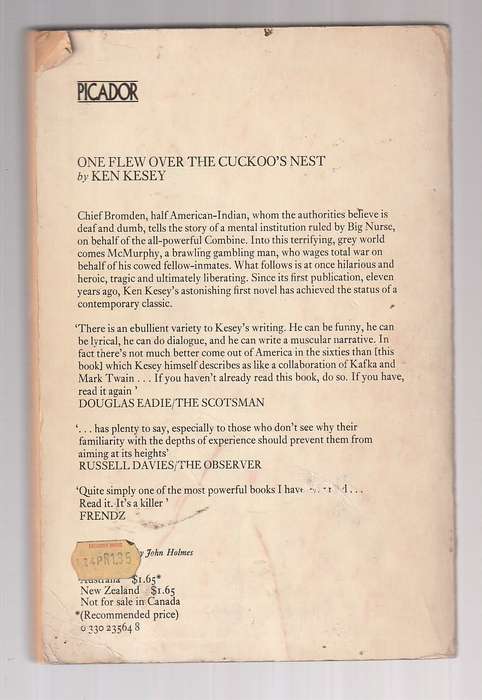 PICADOR
ONE FLEW OVER THE CUCKOO'S NEST
by KEN KESEY
Chief Bromden, half American-Indian, whom the authorities believe is
deaf and dumb, tells the story of a mental institution ruled by Big Nurse,
on behalf of the all-powerful Combine. Into this terrifying, grey world
comes McMurphy, a brawling gambling man, who wages total war on
behalf of his cowed fellow-inmates. What follows is at once hilarious and
heroic, tragic and ultimately liberating. Since its first publication, eleven
years ago, Ken Kesey's astonishing first novel has achieved the status of a
contemporary classic.
'There is an ebullient variety to Kesey's writing. He can be funny, he can
be lyrical, he can do dialogue, and he can write a muscular narrative. In
fact there's not much better come out of America in the sixties than [this
book] which Kesey himself describes as like a collaboration of Kafka and
Mark Twain . . . If you haven't already read this book, do so. If you have,
read it again '
DOUGLAS EADIE/THE SCOTSMAN
'. . . has plenty to say, especially to those who don't see why their
familiarity with the depths of experience should prevent them from
aiming at its heights'
RUSSELL DAVIES/THE OBSERVER
'Quite simply one of the most powerful books I have . . .
Read it. It's a killer '
FRENDZ
John Holmes
Australia $1.65*
New Zealand $1.65
Not for sale in Canada
*(Recommended price)
0 330 23564 8